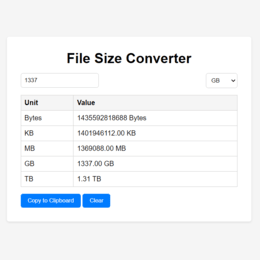 File Size Converter
1337 GB
Unit Value
Bytes 1435592818688 Bytes
KB 1401946112.00 KB
MB 1369088.00 MB
GB 1337.00 GB
TB 1.31 TB
Copy to Clipboard Clear